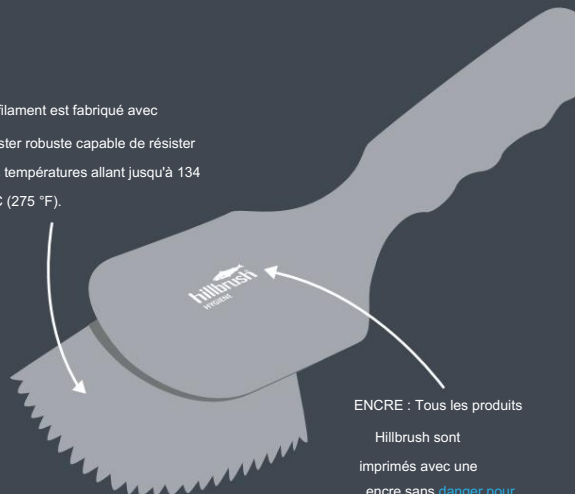 filament est fabriqué avec
ster robuste capable de résister
températures allant jusqu'à 134
C (275 °F).
hillbrush
HYGIENE
ENCRE : Tous les produits
Hillbrush sont
imprimés avec une
encre sans danger pour